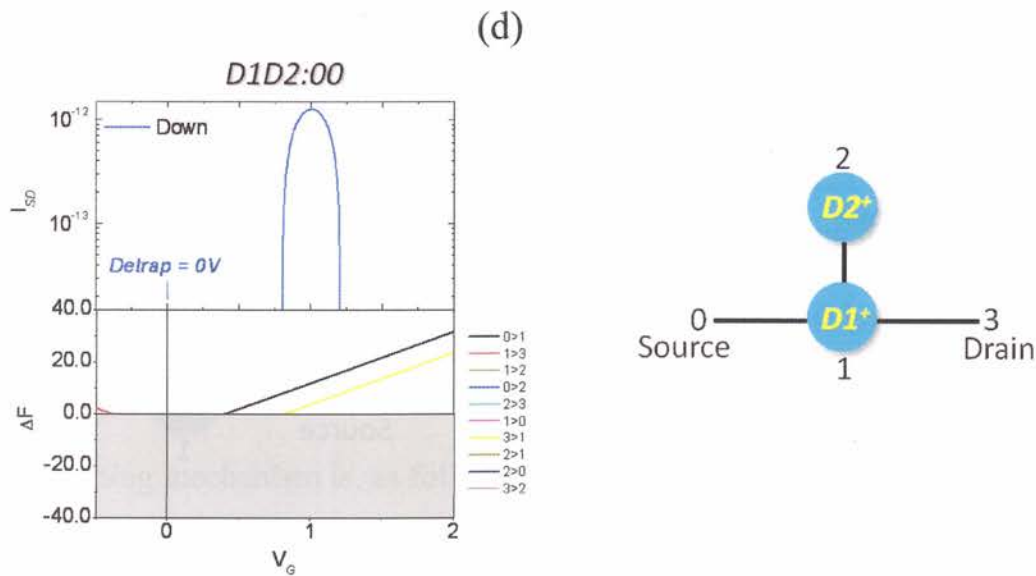 (d)
D1D2:00
10⁻¹²
Down
I_SD
10⁻¹³
Detrap = 0V
40.0
20.0
ΔF
0.0
-20.0
-40.0
0
1
2
V_G
0>1
1>3
1>2
0>2
2>3
1>0
3>1
2>1
2>0
3>2
2
D2⁺
0
D1⁺
3
Source
Drain
1